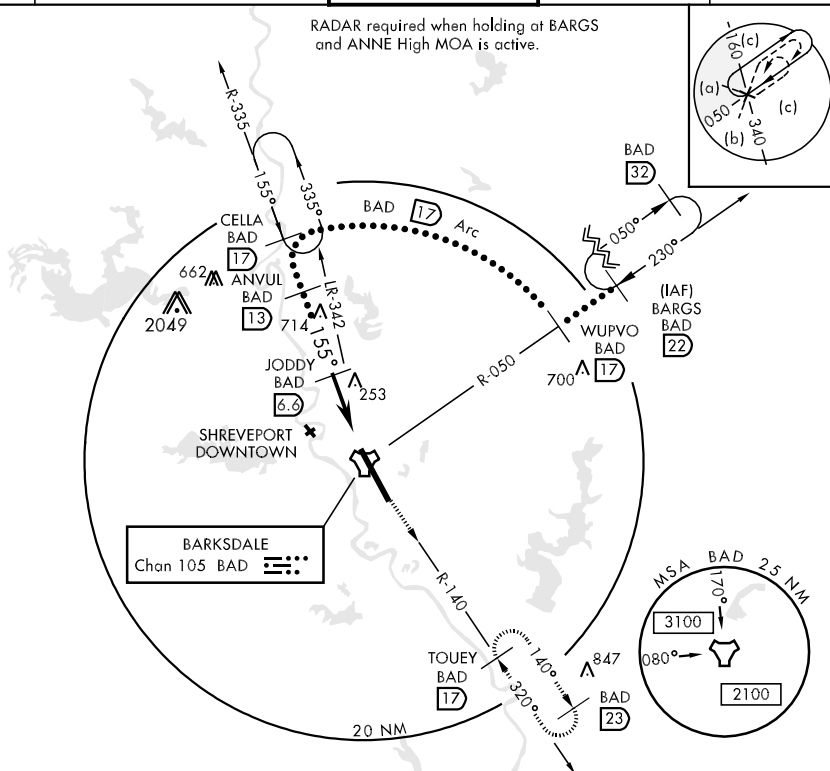 RADAR required when holding at BARGS
and ANNE High MOA is active.
160
(c)
(a)
(c)
050
(b)
340
R-335
155°
335°
BAD
32
050°
230°
BAD 17 Arc
CELLA
BAD
17
662
ANVUL
BAD
13
2049
714
LR-342
155°
(IAF)
BARGS
BAD
22
WUPVO
BAD
17
700
R-050
JODDY
BAD
6.6
253
SHREVEPORT
DOWNTOWN
BARKSDALE
Chan 105 BAD
R-140
MSA BAD 25 NM
170°
3100
080°
2100
TOUEY
BAD
17
140°
320°
847
BAD
23
20 NM